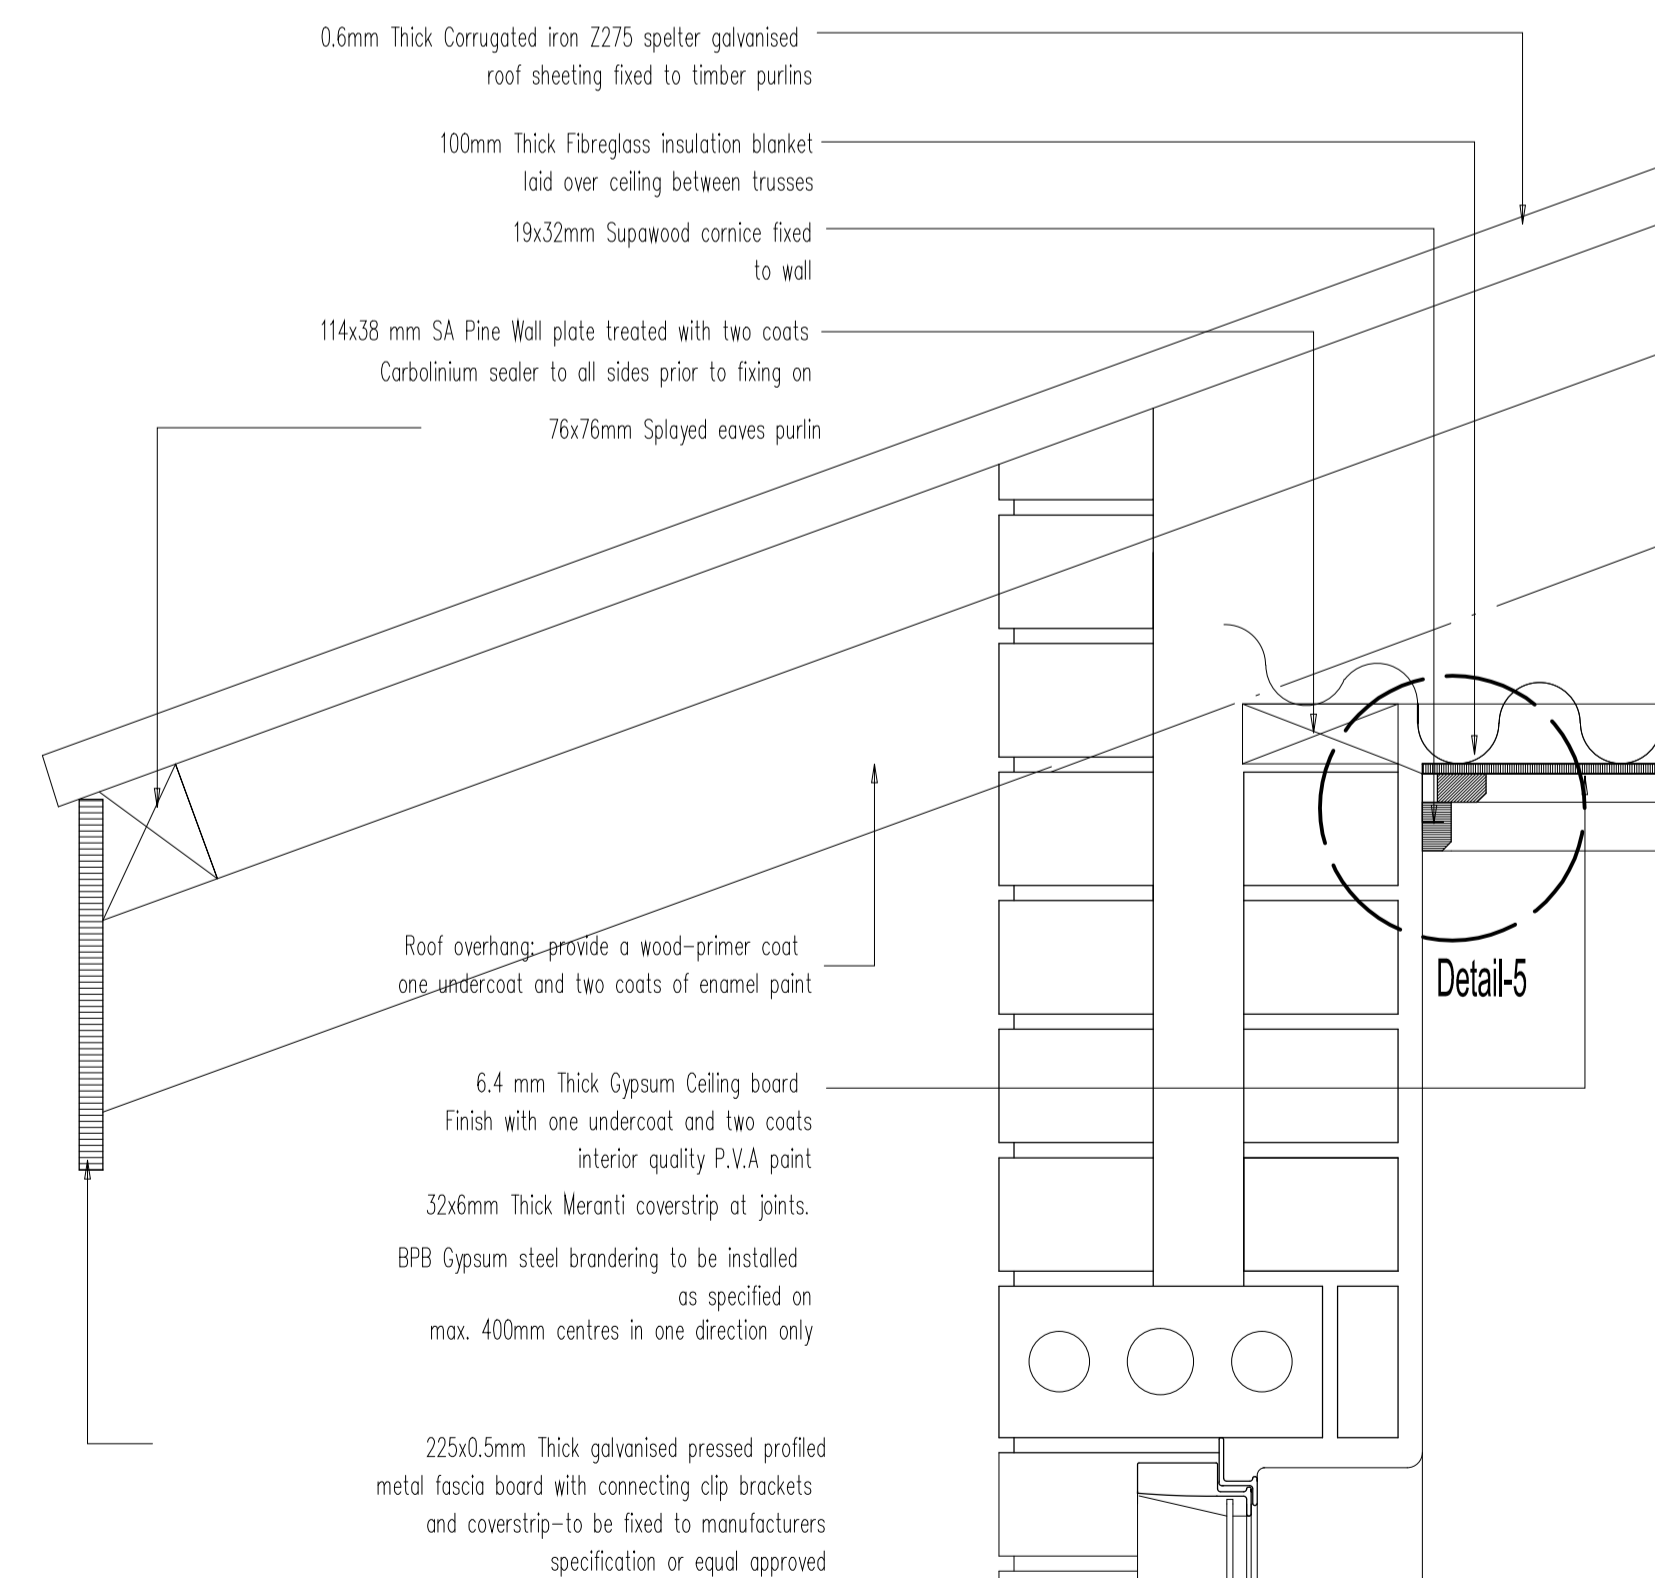 0.6mm Thick Corrugated iron Z275 spelter galvanised
roof sheeting fixed to timber purlins
100mm Thick Fibreglass insulation blanket
laid over ceiling between trusses
19x32mm Supawood cornice fixed
to wall
114x38 mm SA Pine Wall plate treated with two coats
Carbolinium sealer to all sides prior to fixing on
76x76mm Splayed eaves purlin
Roof overhang: provide a wood-primer coat
one undercoat and two coats of enamel paint
Detail-5
6.4 mm Thick Gypsum Ceiling board
Finish with one undercoat and two coats
interior quality P.V.A paint
32x6mm Thick Meranti coverstrip at joints.
BPB Gypsum steel brandering to be installed
as specified on
max. 400mm centres in one direction only
225x0.5mm Thick galvanised pressed profiled
metal fascia board with connecting clip brackets
and coverstrip-to be fixed to manufacturers
specification or equal approved